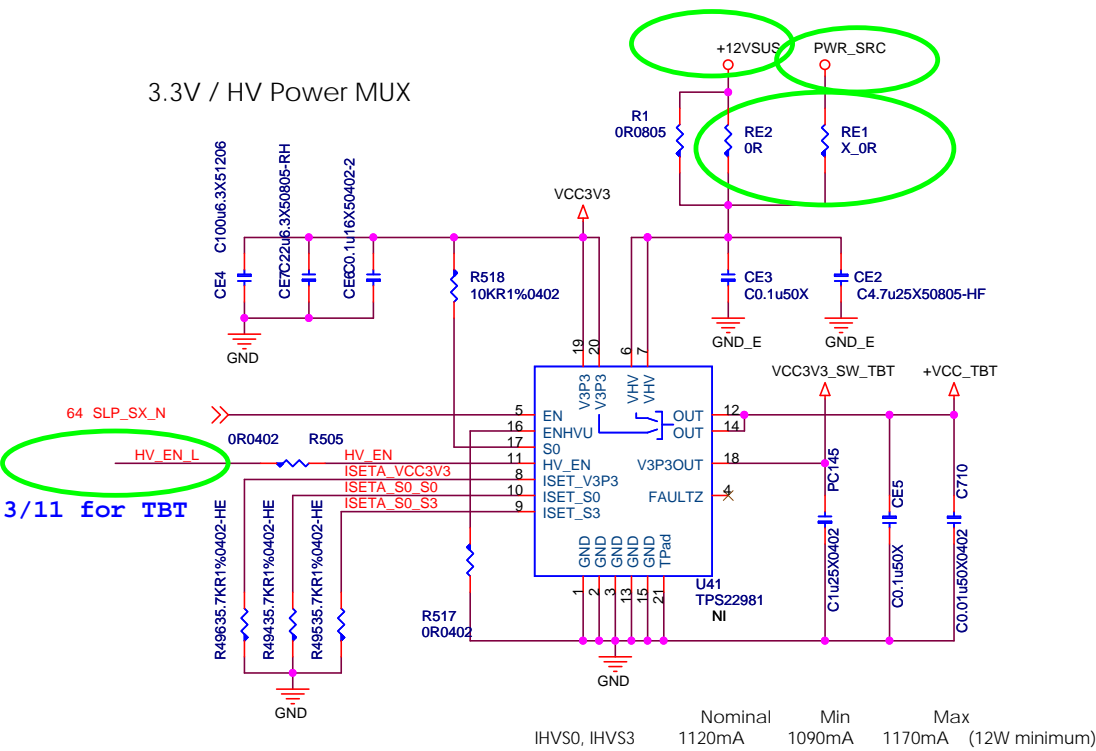 +12VSUS PWR_SRC
3.3V / HV Power MUX
R1
0R0805
RE2
0R
RE1
X_0R
C100u6.3X51206
CE4
C22u6.3X50805-RH
CE7
C0.1u16X50402-2
CE6
VCC3V3
R518
10KR1%0402
CE3
C0.1u50X
CE2
C4.7u25X50805-HF
GND
GND_E
GND_E
19 20 6 7
VCC3V3_SW_TBT
+VCC_TBT
V3P3
V3P3
VHV
VHV
64 SLP_SX_N
5 EN
16 ENHVU
17 S0
11 HV_EN
8 ISET_V3P3
10 ISET_S0
9 ISET_S3
OUT 12
OUT 14
V3P3OUT 18
FAULTZ 4
0R0402 R505
HV_EN_L
HV_EN
ISETA_VCC3V3
ISETA_S0_S0
ISETA_S0_S3
3/11 for TBT
GND
GND
GND
GND
GND
TPad
1 2 3 13 15 21
U41
TPS22981
NI
PC145
C1u25X0402
CE5
C0.1u50X
C710
C0.01u50X0402
R49635.7KR1%0402-HE
R49435.7KR1%0402-HE
R49535.7KR1%0402-HE
R517
0R0402
GND
GND
Nominal Min Max
IHVS0, IHVS3 1120mA 1090mA 1170mA (12W minimum)